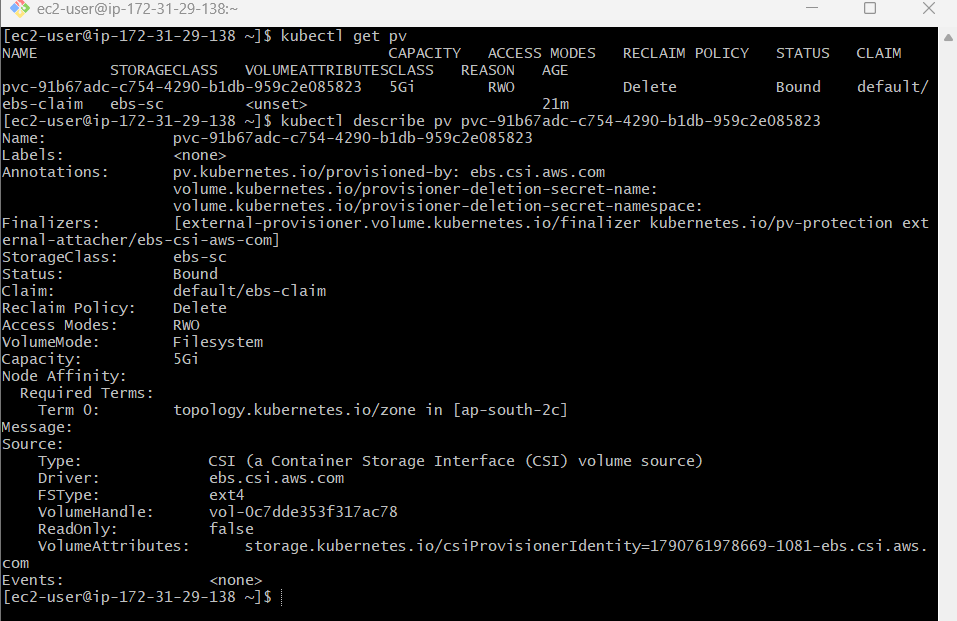 ec2-user@ip-172-31-29-138:~
[ec2-user@ip-172-31-29-138 ~]$ kubectl get pv
NAME                                       CAPACITY   ACCESS MODES   RECLAIM POLICY   STATUS   CLAIM
            STORAGECLASS   VOLUMEATTRIBUTESCLASS   REASON   AGE
pvc-91b67adc-c754-4290-b1db-959c2e085823   5Gi        RWO            Delete           Bound    default/
ebs-claim   ebs-sc         <unset>                          21m
[ec2-user@ip-172-31-29-138 ~]$ kubectl describe pv pvc-91b67adc-c754-4290-b1db-959c2e085823
Name:              pvc-91b67adc-c754-4290-b1db-959c2e085823
Labels:            <none>
Annotations:       pv.kubernetes.io/provisioned-by: ebs.csi.aws.com
                   volume.kubernetes.io/provisioner-deletion-secret-name:
                   volume.kubernetes.io/provisioner-deletion-secret-namespace:
Finalizers:        [external-provisioner.volume.kubernetes.io/finalizer kubernetes.io/pv-protection ext
ernal-attacher/ebs-csi-aws-com]
StorageClass:      ebs-sc
Status:            Bound
Claim:             default/ebs-claim
Reclaim Policy:    Delete
Access Modes:      RWO
VolumeMode:        Filesystem
Capacity:          5Gi
Node Affinity:
  Required Terms:
    Term 0:        topology.kubernetes.io/zone in [ap-south-2c]
Message:
Source:
    Type:              CSI (a Container Storage Interface (CSI) volume source)
    Driver:            ebs.csi.aws.com
    FSType:            ext4
    VolumeHandle:      vol-0c7dde353f317ac78
    ReadOnly:          false
    VolumeAttributes:      storage.kubernetes.io/csiProvisionerIdentity=1790761978669-1081-ebs.csi.aws.
com
Events:                <none>
[ec2-user@ip-172-31-29-138 ~]$